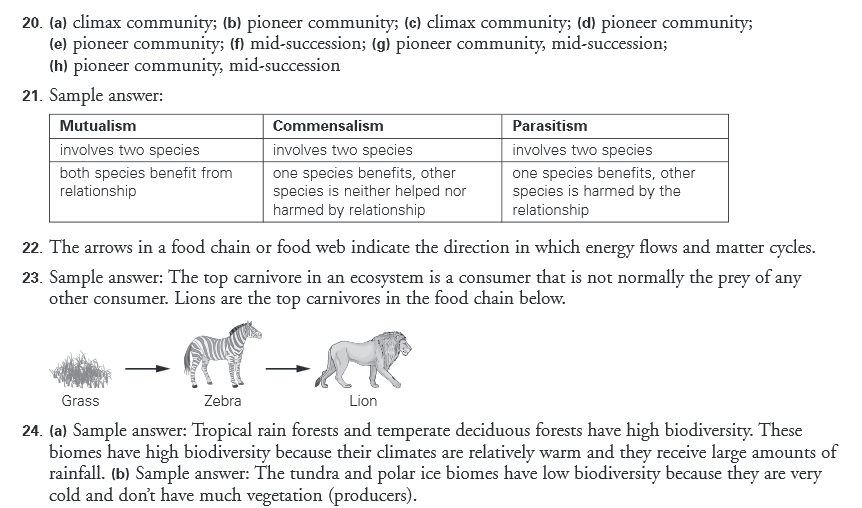 20. (a) climax community; (b) pioneer community; (c) climax community; (d) pioneer community;
(e) pioneer community; (f) mid-succession; (g) pioneer community, mid-succession;
(h) pioneer community, mid-succession
21. Sample answer:
Mutualism Commensalism Parasitism
involves two species involves two species involves two species
both species benefit from one species benefits, other one species benefits, other
relationship species is neither helped nor species is harmed by the
harmed by relationship relationship
22. The arrows in a food chain or food web indicate the direction in which energy flows and matter cycles.
23. Sample answer: The top carnivore in an ecosystem is a consumer that is not normally the prey of any
other consumer. Lions are the top carnivores in the food chain below.
Grass Zebra Lion
24. (a) Sample answer: Tropical rain forests and temperate deciduous forests have high biodiversity. These
biomes have high biodiversity because their climates are relatively warm and they receive large amounts of
rainfall. (b) Sample answer: The tundra and polar ice biomes have low biodiversity because they are very
cold and don't have much vegetation (producers).